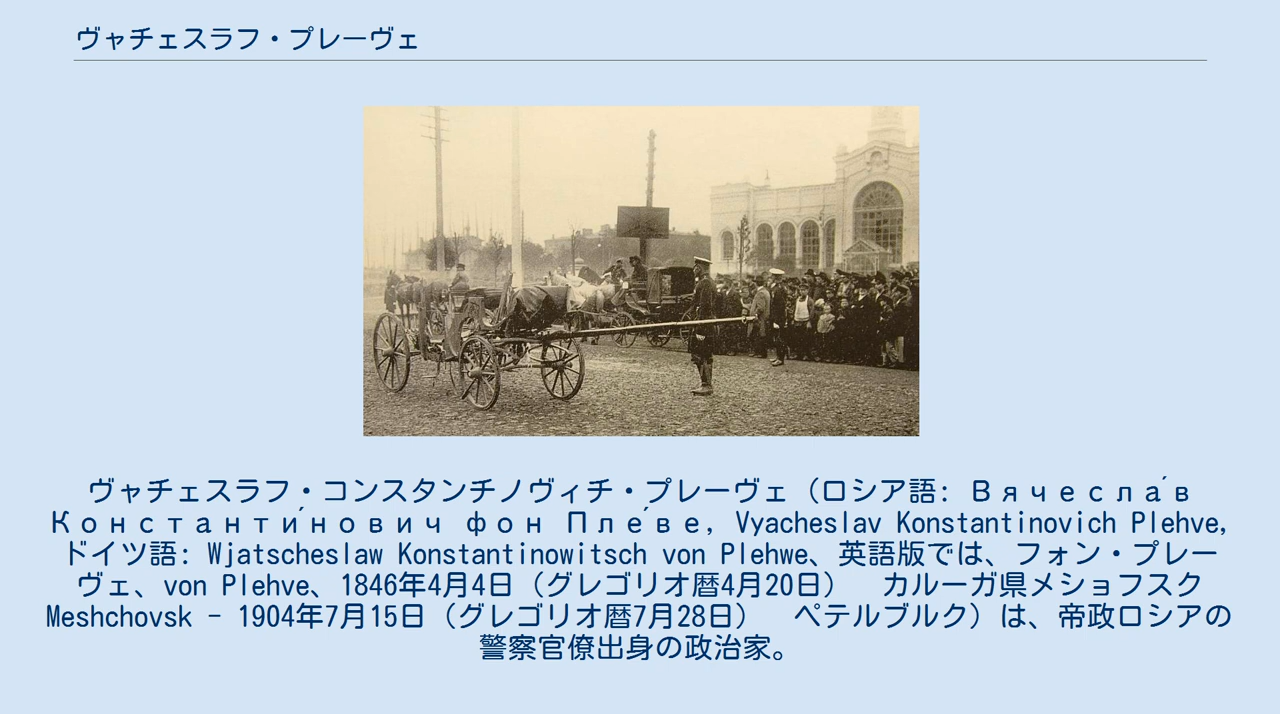 ヴャチェスラフ・プレーヴェ
ヴャチェスラフ・コンスタンチノヴィチ・プレーヴェ（ロシア語: Вячесла́в
Константи́нович фон Пле́ве, Vyacheslav Konstantinovich Plehve,
ドイツ語: Wjatscheslaw Konstantinowitsch von Plehwe、英語版では、フォン・プレー
ヴェ、von Plehve、1846年4月4日（グレゴリオ暦4月20日）　カルーガ県メショフスク
Meshchovsk - 1904年7月15日（グレゴリオ暦7月28日）　ペテルブルク）は、帝政ロシアの
警察官僚出身の政治家。